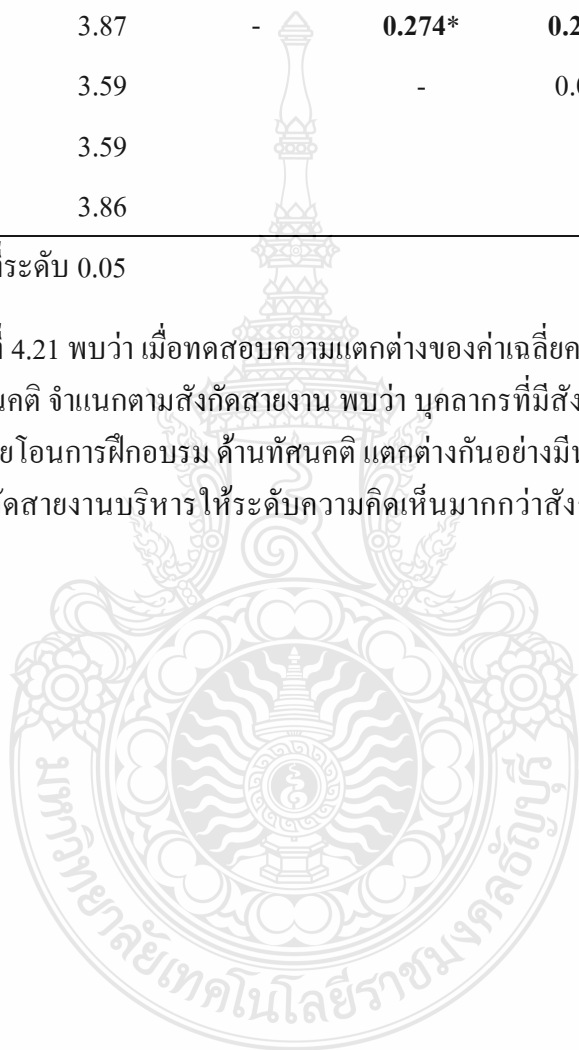 3.87 - 0.274* 0.2
3.59 - 0.0
3.59
3.86
ที่ระดับ 0.05
ที่ 4.21 พบว่า เมื่อทดสอบความแตกต่างของค่าเฉลี่ยค
นคติ จำแนกตามสังกัดสายงาน พบว่า บุคลากรที่มีสัง
ยโอนการฝึกอบรม ด้านทัศนคติ แตกต่างกันอย่างมีน
ัดสายงานบริหาร ให้ระดับความคิดเห็นมากกว่าสัง
มหาวิทยาลัยเทคโนโลยีราชมงคลธัญบุรี